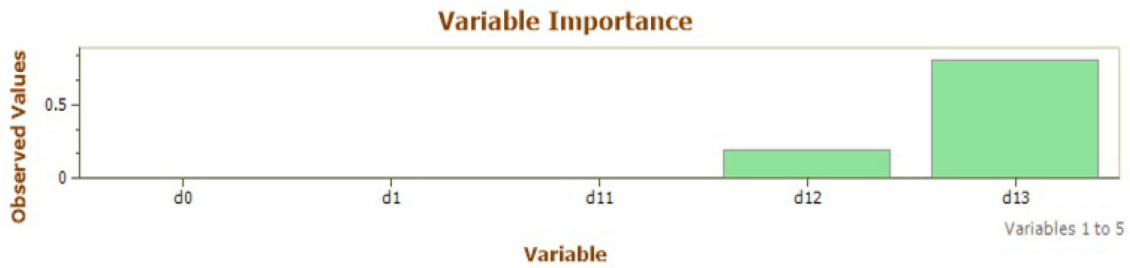 Variable Importance
Observed Values
0.5
0
d0 d1 d11 d12 d13
Variables 1 to 5
Variable